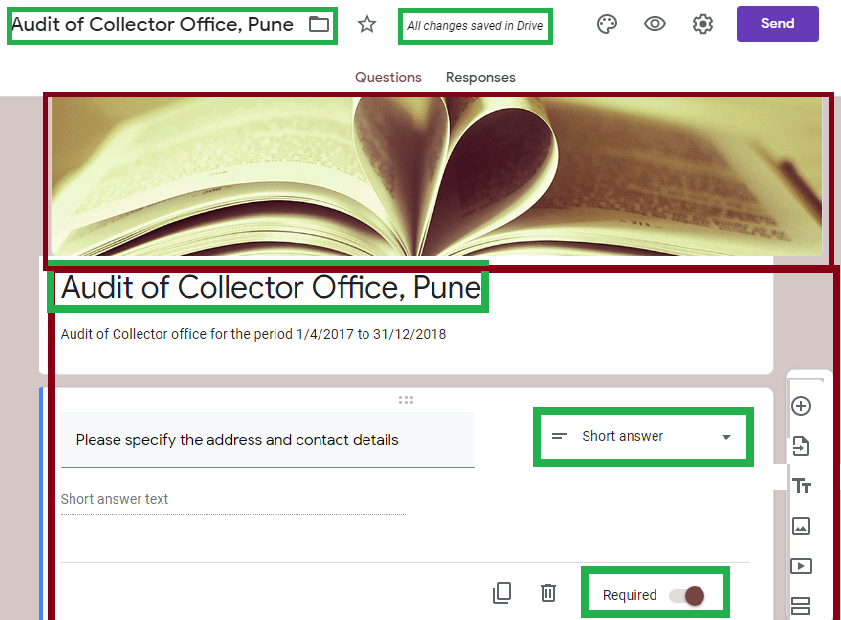 Audit of Collector Office, Pune
All changes saved in Drive
Send
Questions Responses
Audit of Collector Office, Pune
Audit of Collector office for the period 1/4/2017 to 31/12/2018
Please specify the address and contact details
Short answer
Short answer text
Required